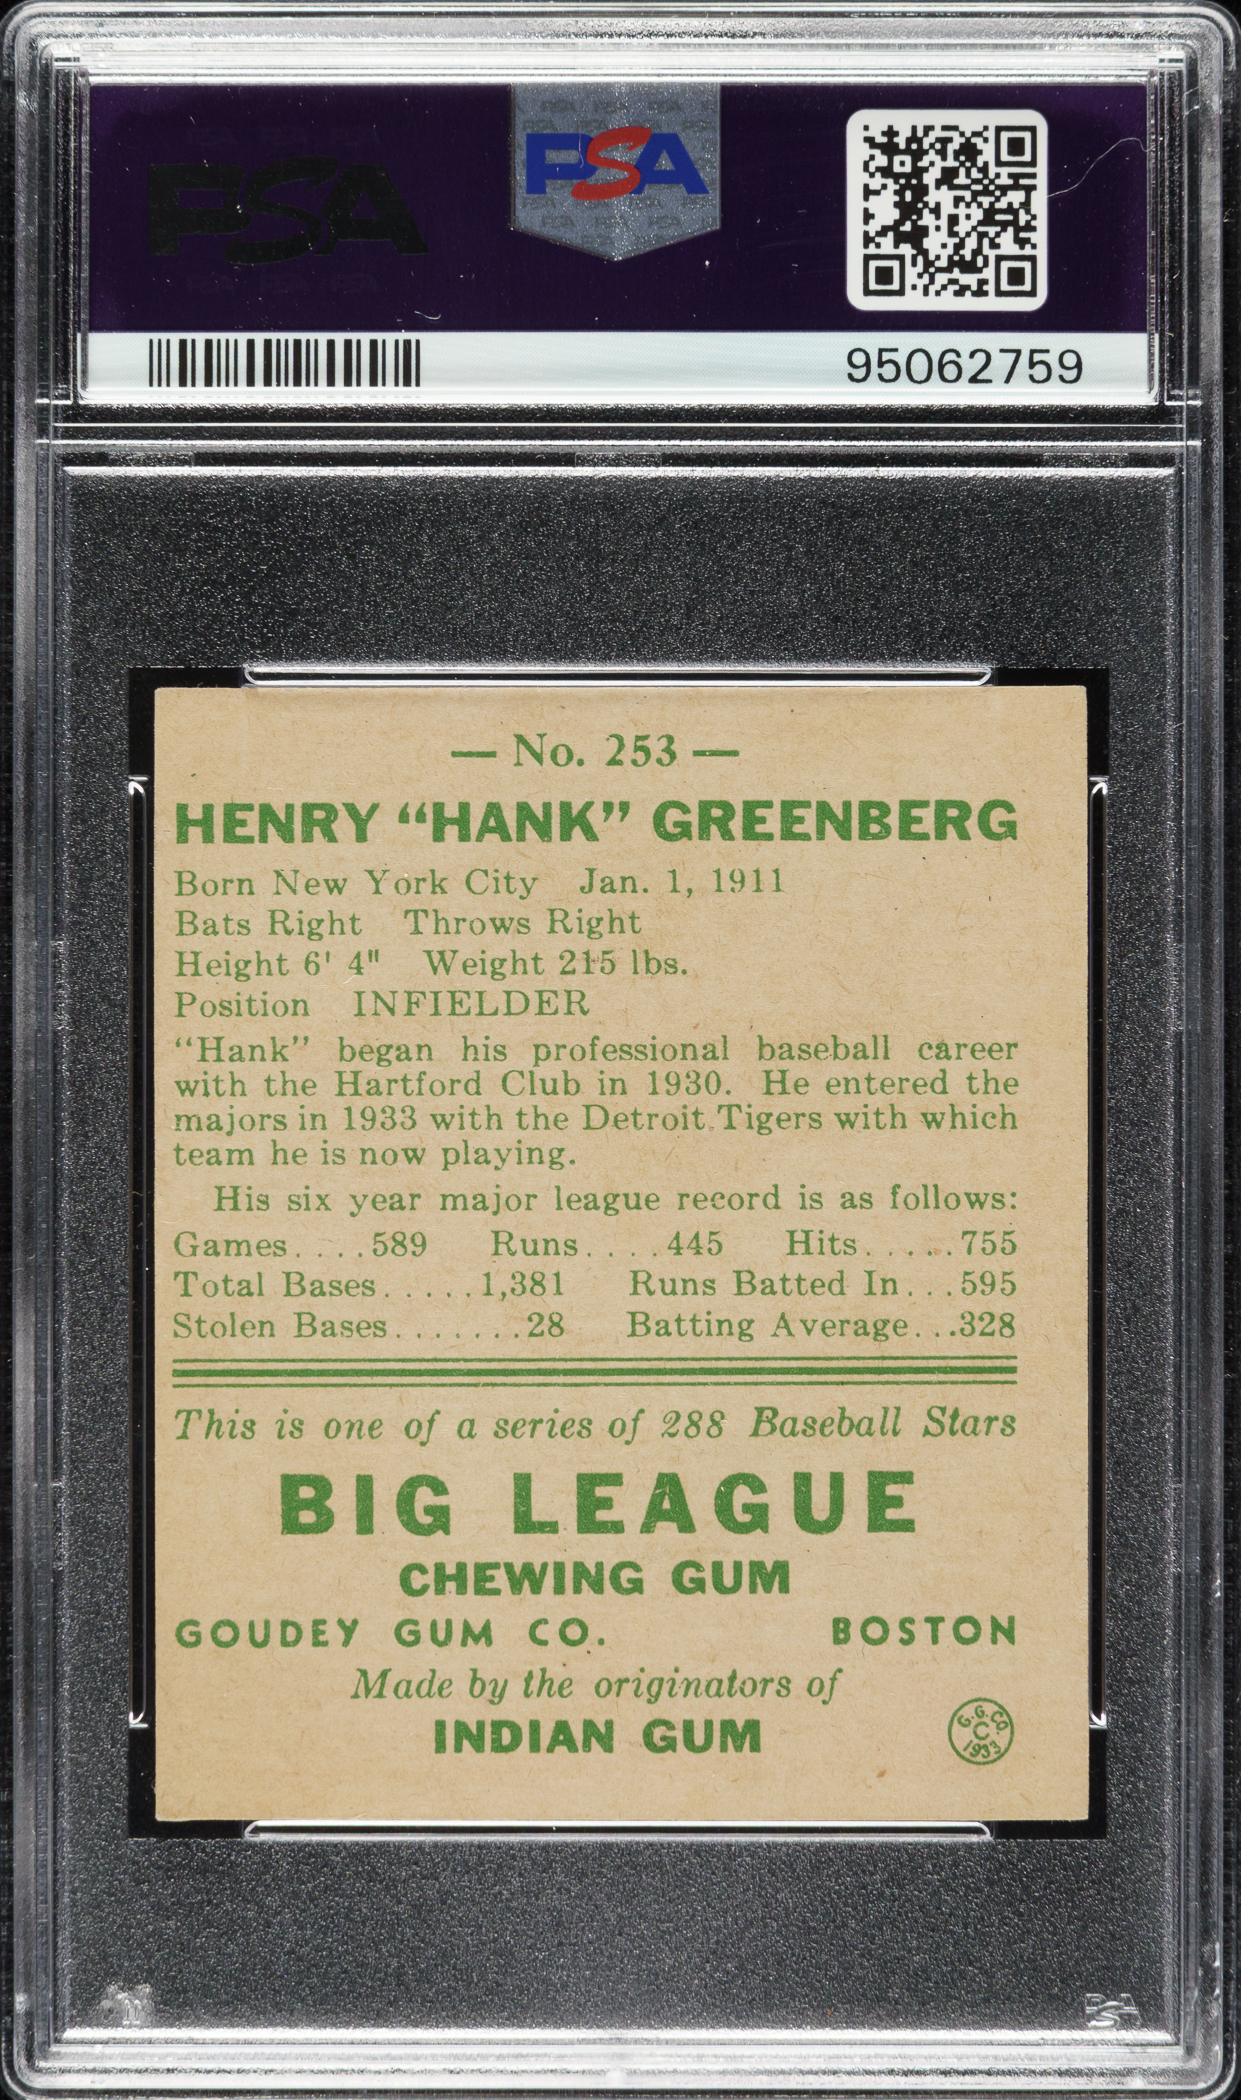 PSA
PSA
95062759
— No. 253 —
HENRY “HANK” GREENBERG
Born New York City Jan. 1, 1911
Bats Right Throws Right
Height 6' 4" Weight 215 lbs.
Position INFIELDER
“Hank” began his professional baseball career
with the Hartford Club in 1930. He entered the
majors in 1933 with the Detroit Tigers with which
team he is now playing.
His six year major league record is as follows:
Games....589 Runs....445 Hits.....755
Total Bases.....1,381 Runs Batted In...595
Stolen Bases.......28 Batting Average...328
This is one of a series of 288 Baseball Stars
BIG LEAGUE
CHEWING GUM
GOUDEY GUM CO. BOSTON
Made by the originators of
INDIAN GUM
G.G.CO.
C
1933
PSA